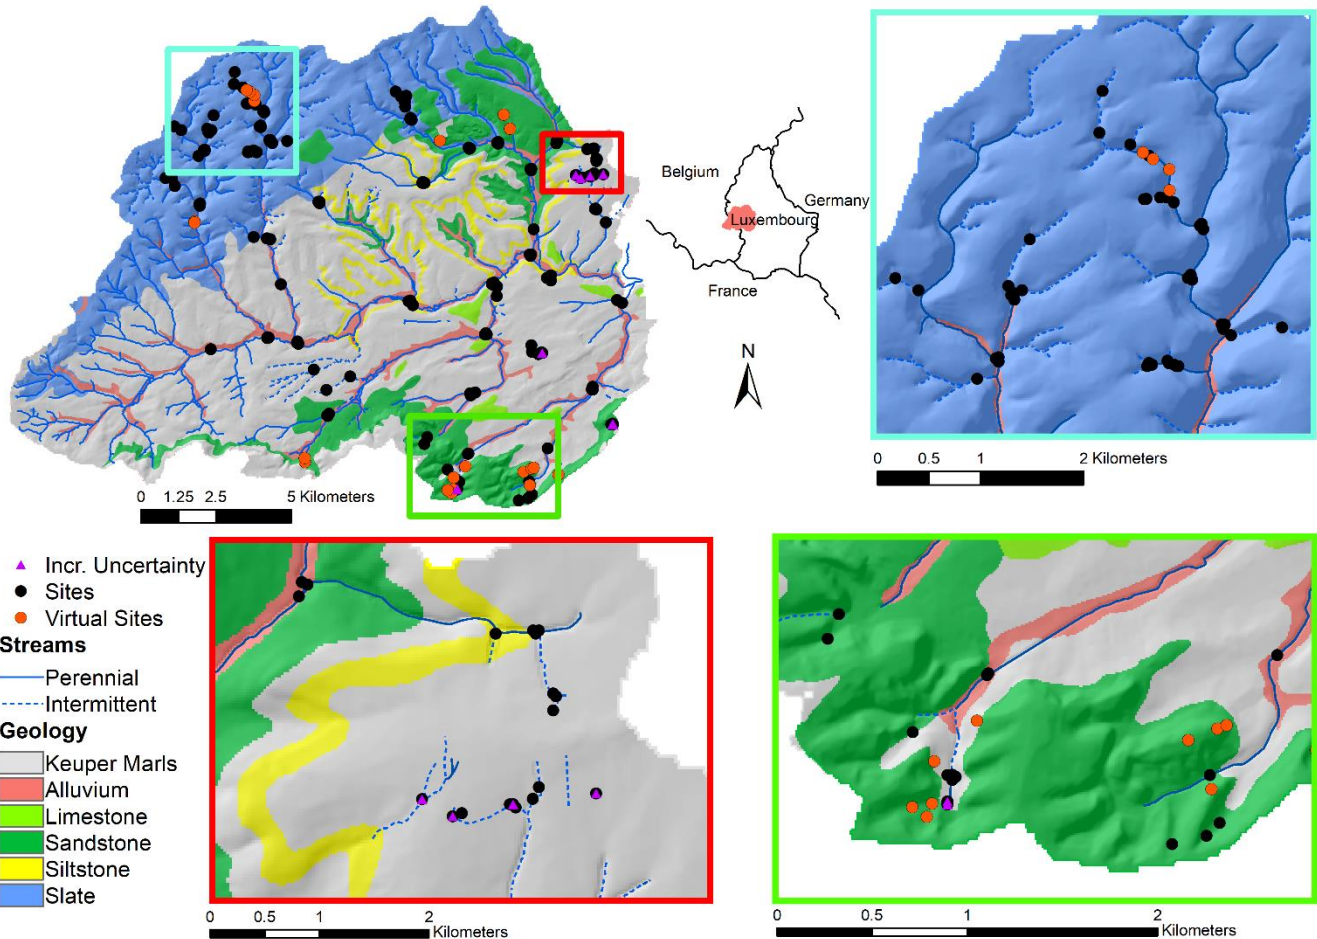 Belgium
Germany
Luxembourg
France
N
0 1.25 2.5 5 Kilometers
0 0.5 1 2 Kilometers
Incr. Uncertainty
Sites
Virtual Sites
Streams
Perennial
Intermittent
Geology
Keuper Marls
Alluvium
Limestone
Sandstone
Siltstone
Slate
0 0.5 1 2
Kilometers
0 0.5 1 2
Kilometers